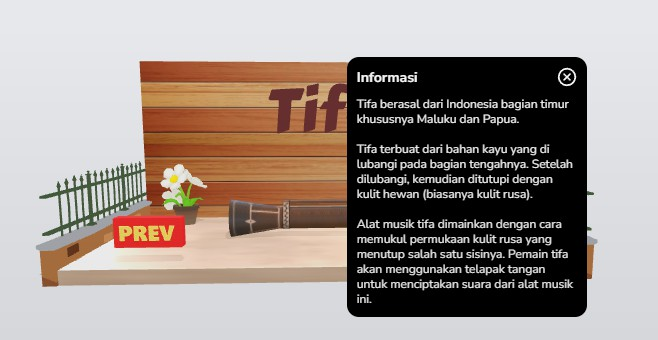 Informasi
Tifa berasal dari Indonesia bagian timur
khususnya Maluku dan Papua.
Tifa terbuat dari bahan kayu yang di
lubangi pada bagian tengahnya. Setelah
dilubangi, kemudian ditutupi dengan
kulit hewan (biasanya kulit rusa).
Alat musik tifa dimainkan dengan cara
memukul permukaan kulit rusa yang
menutup salah satu sisinya. Pemain tifa
akan menggunakan telapak tangan
untuk menciptakan suara dari alat musik
ini.
Tif
PREV